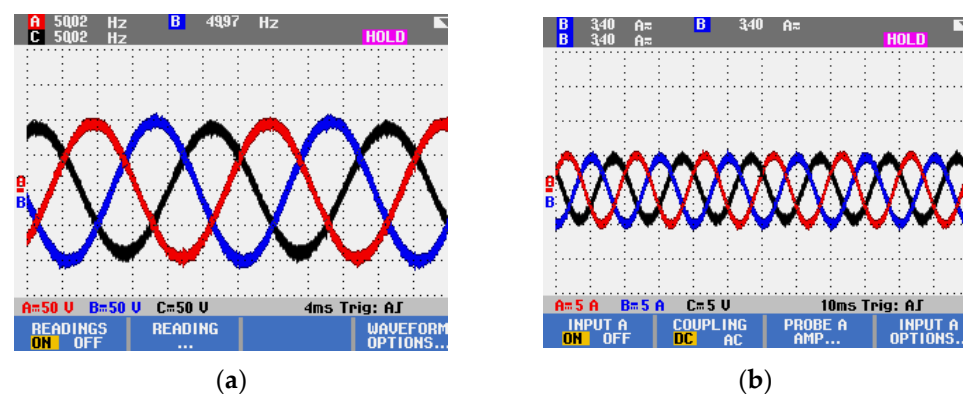 A 50.02 Hz B 49.97 Hz
C 50.02 Hz
HOLD
A
B
A=50 V B=50 V C=50 V 4ms Trig: A
READINGS
ON OFF
READING
...
WAVEFORM
OPTIONS...
(a)
B 3.40 A B 3.40 A
B 3.40 A
HOLD
B
A=5 A B=5 A C=5 V 10ms Trig: A
INPUT A
ON OFF
COUPLING
DC AC
PROBE A
AMP...
INPUT A
OPTIONS...
(b)